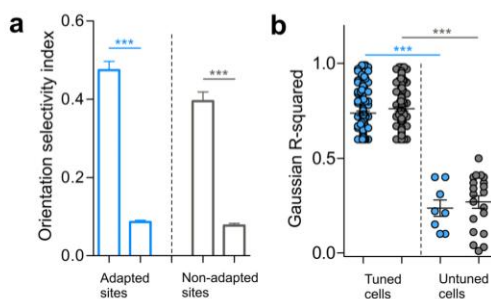 a
Orientation selectivity index
0.6
0.4
0.2
0.0
***
***
Adapted
sites
Non-adapted
sites
b
Gaussian R-squared
1.0
0.5
0
***
***
Tuned
cells
Untuned
cells